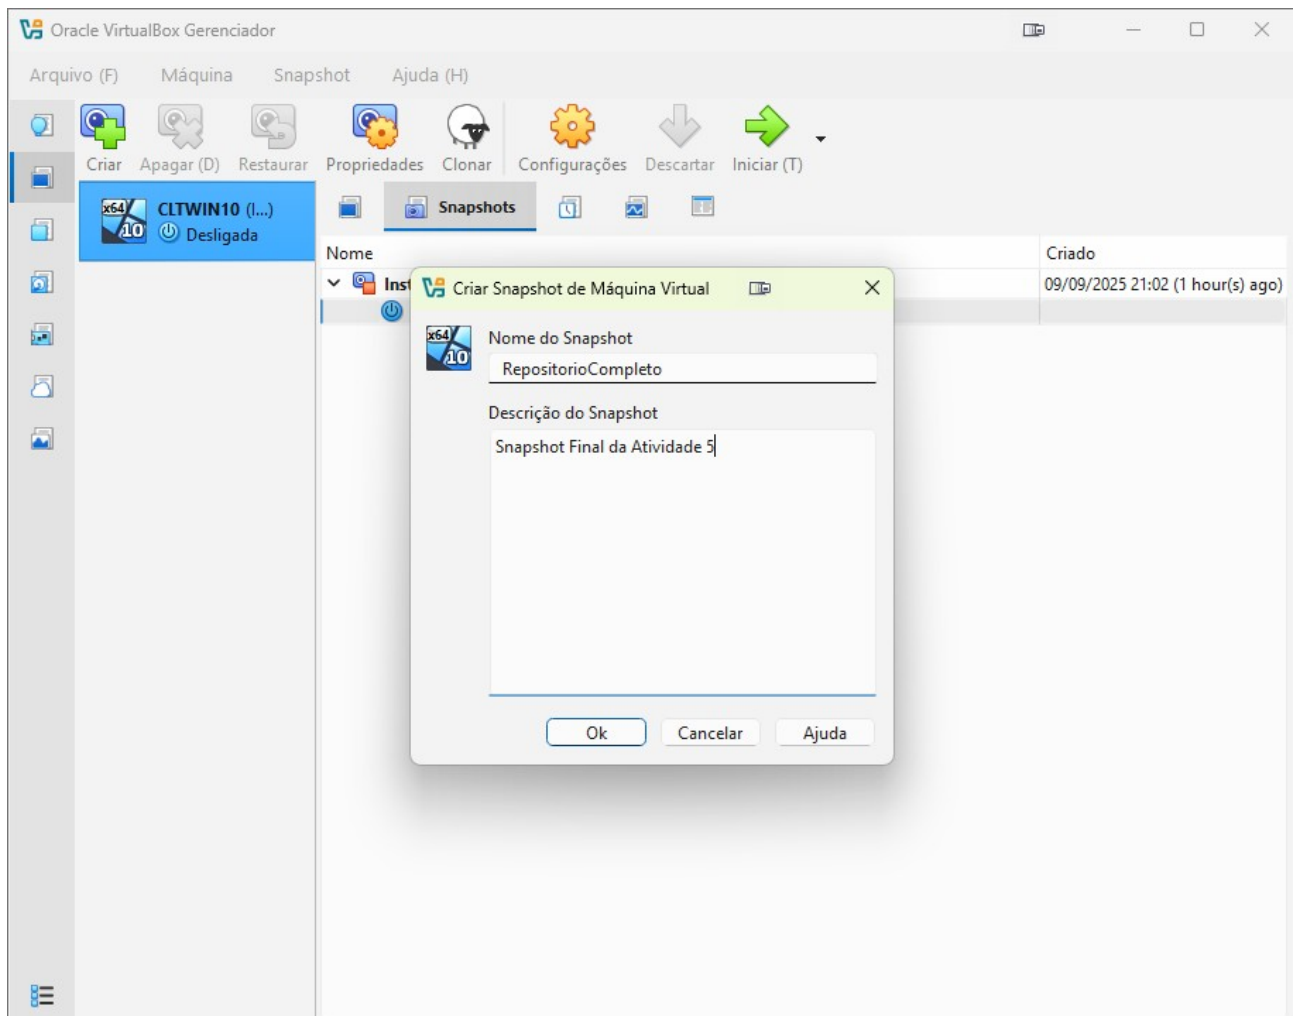 Oracle VirtualBox Gerenciador
Arquivo (F) Máquina Snapshot Ajuda (H)
Criar Apagar (D) Restaurar Propriedades Clonar Configurações Descartar Iniciar (T)
x64 10 CLTWIN10 (I...)
Desligada
Snapshots
Nome Criado
Inst 09/09/2025 21:02 (1 hour(s) ago)
Criar Snapshot de Máquina Virtual
x64 10
Nome do Snapshot
RepositorioCompleto
Descrição do Snapshot
Snapshot Final da Atividade 5
Ok Cancelar Ajuda